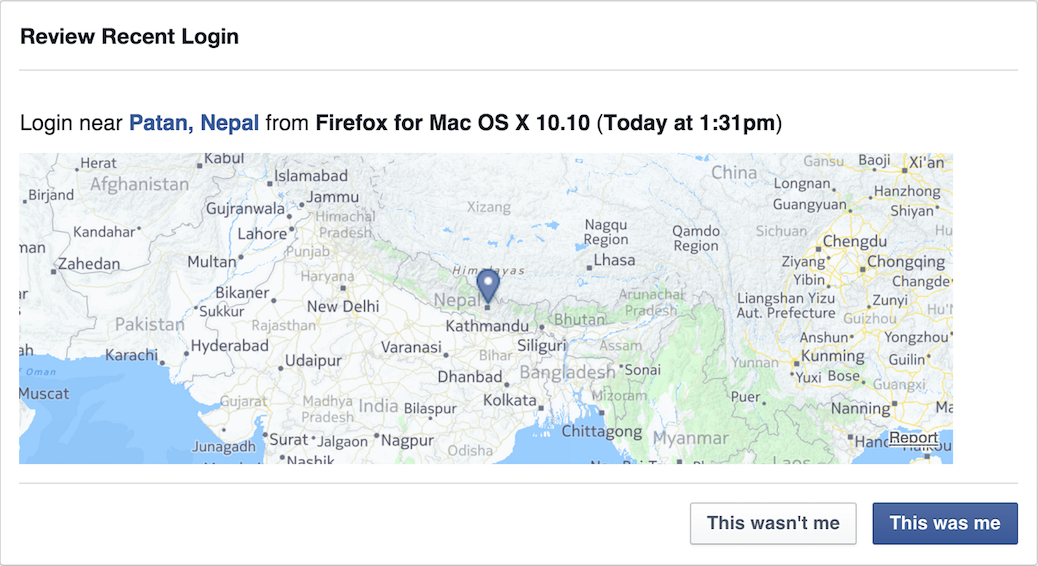 Review Recent Login
Login near Patan, Nepal from Firefox for Mac OS X 10.10 (Today at 1:31pm)
Herat
Kabul
Afghanistan
Islamabad
Birjand
Jammu
Gujranwala
Himachal
Pradesh
Kandahar
Lahore
Punjab
Zahedan
Multan
Haryana
Bikaner
New Delhi
Sukkur
Pakistan
Rajasthan
Karachi
Hyderabad
Udaipur
Oman
Muscat
Gujarat
Madhya
Pradesh
India
Junagadh
Surat
Jalgaon
Nagpur
Nashik
Xizang
Himalayas
Nepal
Kathmandu
Varanasi
Bihar
Dhanbad
Kolkata
Bilaspur
Odisha
Siliguri
Bhutan
Bangladesh
Assam
Sonai
Mizoram
Chittagong
Myanmar
Arunachar
Pradesh
Nagqu
Region
Lhasa
Qamdo
Region
China
Gansu
Baoji
Xi'an
Longnan
Hanzhong
Guangyuan
Shiyan
Sichuan
Chengdu
Ziyang
Chongqing
Yibin
Changde
Liangshan Yizu
Aut. Prefecture
Zunyi
Guizhou
Anshun
Yongzhou
Yunnan
Kunming
Guilin
Yuxi
Bose
Guangxi
Puer
Nanning
Laos
Report
This wasn't me
This was me